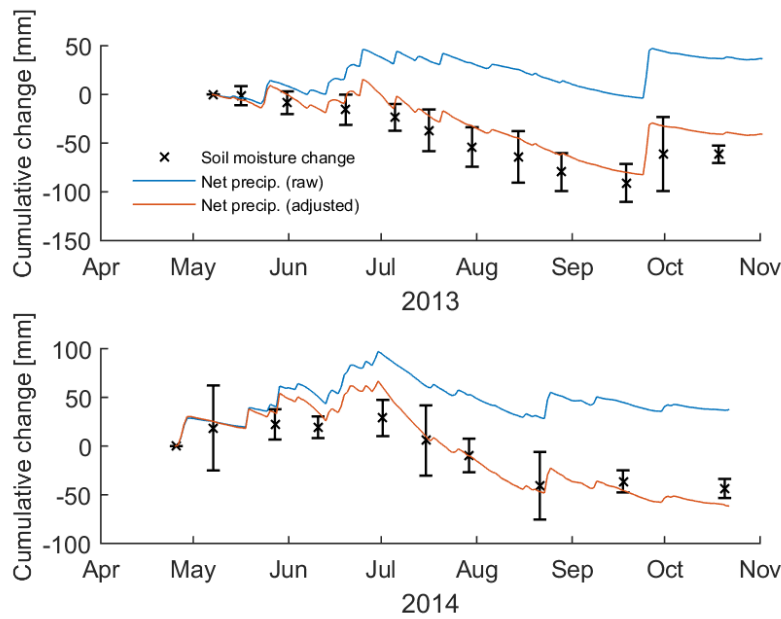 Cumulative change [mm]
50
0
-50
-100
-150
Soil moisture change
Net precip. (raw)
Net precip. (adjusted)
Apr May Jun Jul Aug Sep Oct Nov
2013
Cumulative change [mm]
100
50
0
-50
-100
Apr May Jun Jul Aug Sep Oct Nov
2014